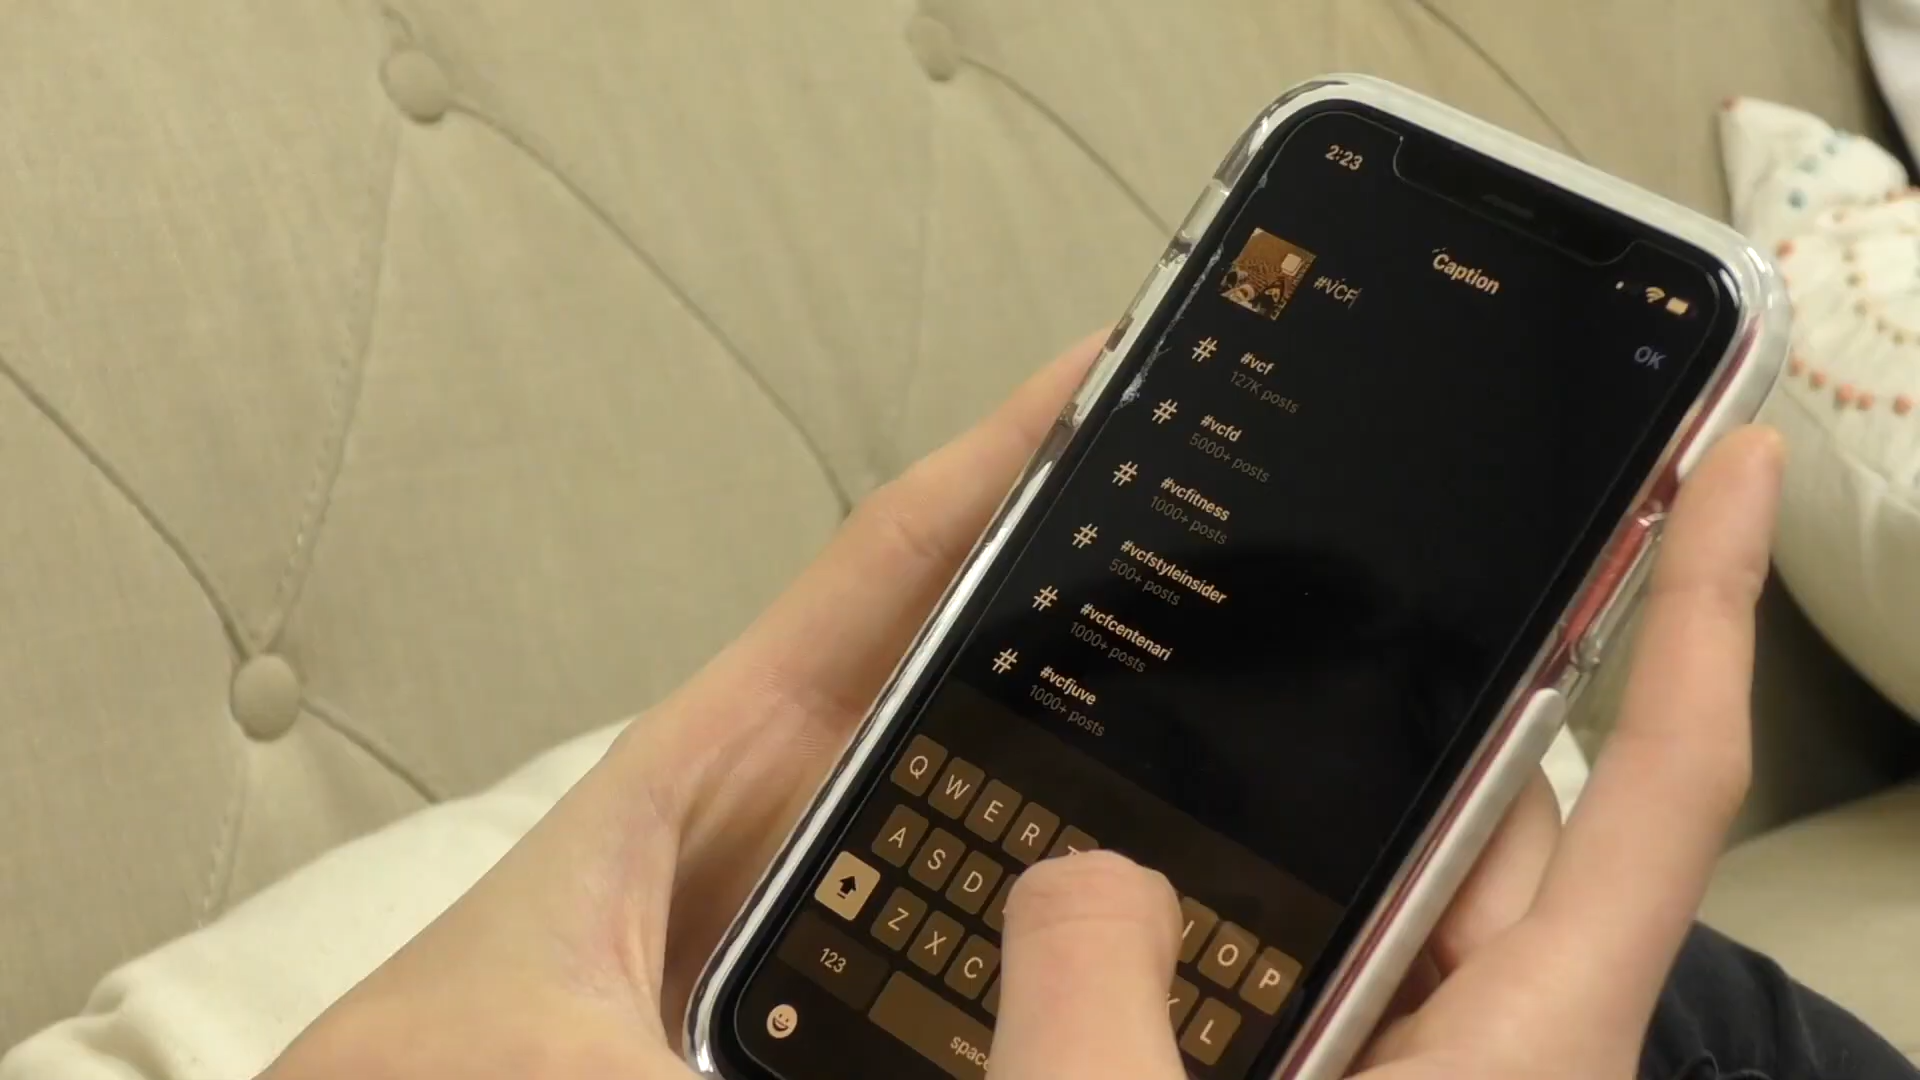 2:23
Caption
#VCF
OK
#vcf
127K posts
#vcfd
5000+ posts
#vcfitness
1000+ posts
#vcfstyleinsider
500+ posts
#vcfcentenari
1000+ posts
#vcfjuve
1000+ posts
Q W E R T I O P
A S D K L
Z X C
123
space